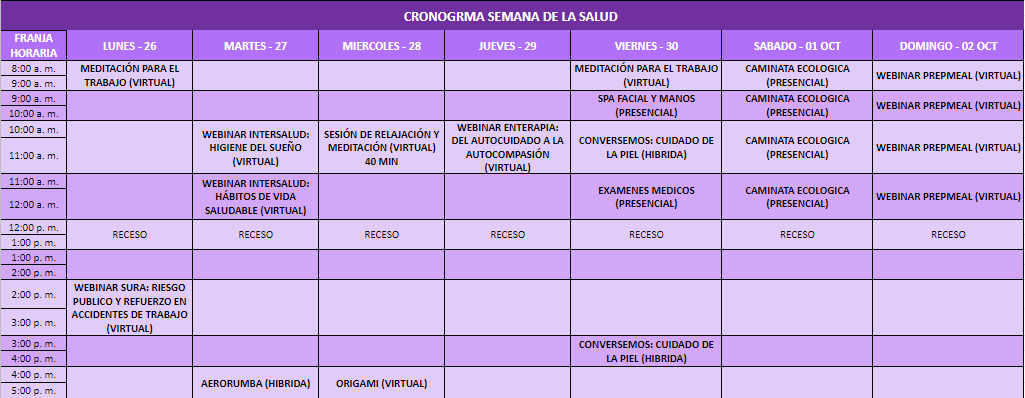 CRONOGRMA SEMANA DE LA SALUD
FRANJA HORARIA LUNES - 26 MARTES - 27 MIERCOLES - 28 JUEVES - 29 VIERNES - 30 SABADO - 01 OCT DOMINGO - 02 OCT
8:00 a. m.
9:00 a. m.
MEDITACIÓN PARA EL
TRABAJO (VIRTUAL)
MEDITACIÓN PARA EL TRABAJO
(VIRTUAL)
CAMINATA ECOLOGICA
(PRESENCIAL)
WEBINAR PREPMEAL (VIRTUAL)
9:00 a. m.
10:00 a. m.
SPA FACIAL Y MANOS
(PRESENCIAL)
CAMINATA ECOLOGICA
(PRESENCIAL)
WEBINAR PREPMEAL (VIRTUAL)
10:00 a. m.
11:00 a. m.
WEBINAR INTERSALUD:
HIGIENE DEL SUEÑO
(VIRTUAL)
SESIÓN DE RELAJACIÓN Y
MEDITACIÓN (VIRTUAL)
40 MIN
WEBINAR ENTERAPIA:
DEL AUTOCUIDADO A LA
AUTOCOMPASIÓN
(VIRTUAL)
CONVERSEMOS: CUIDADO DE
LA PIEL (HIBRIDA)
CAMINATA ECOLOGICA
(PRESENCIAL)
WEBINAR PREPMEAL (VIRTUAL)
11:00 a. m.
12:00 a. m.
WEBINAR INTERSALUD:
HÁBITOS DE VIDA
SALUDABLE (VIRTUAL)
EXAMENES MEDICOS
(PRESENCIAL)
CAMINATA ECOLOGICA
(PRESENCIAL)
WEBINAR PREPMEAL (VIRTUAL)
12:00 p. m.
1:00 p. m.
RECESO RECESO RECESO RECESO RECESO RECESO RECESO
1:00 p. m.
2:00 p. m.
2:00 p. m.
3:00 p. m.
WEBINAR SURA: RIESGO
PUBLICO Y REFUERZO EN
ACCIDENTES DE TRABAJO
(VIRTUAL)
3:00 p. m.
4:00 p. m.
CONVERSEMOS: CUIDADO DE
LA PIEL (HIBRIDA)
4:00 p. m.
5:00 p. m.
AERORUMBA (HIBRIDA) ORIGAMI (VIRTUAL)